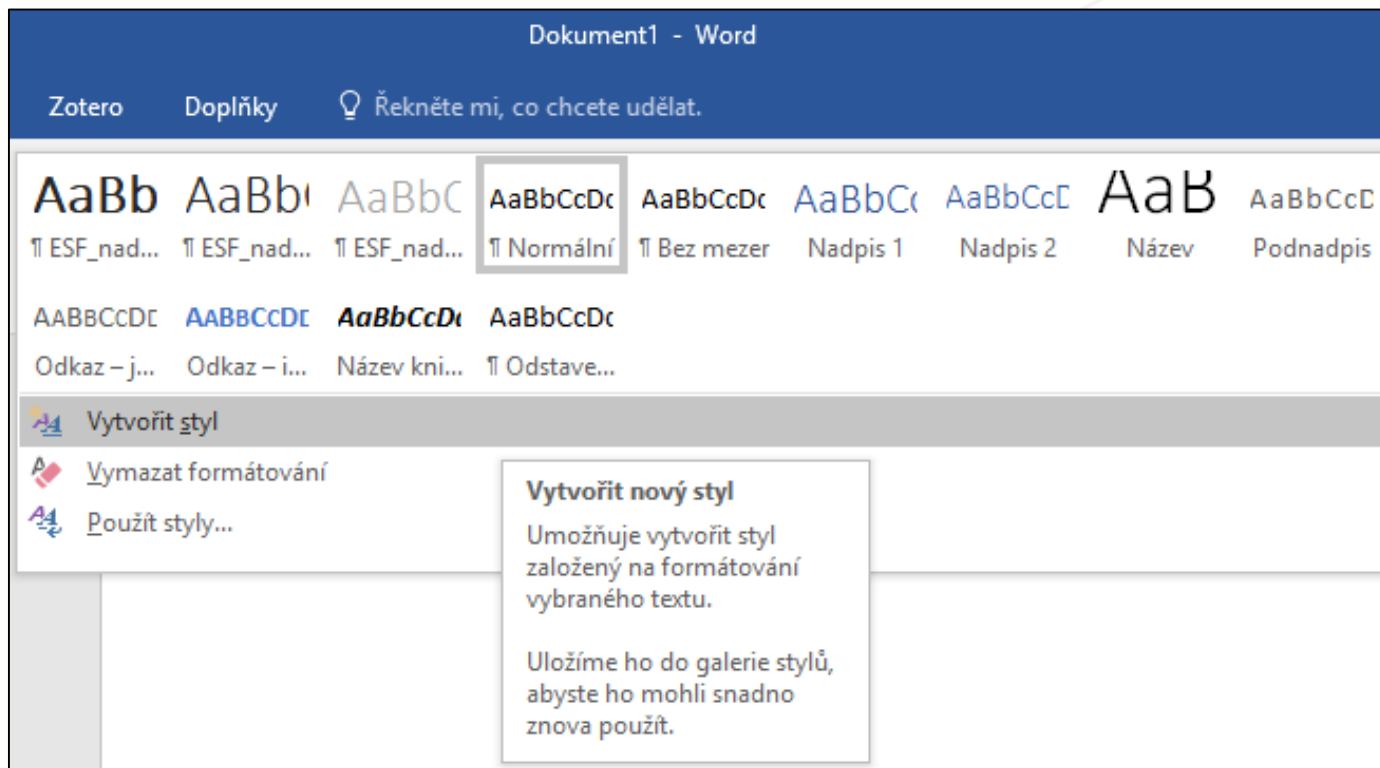 Dokument1 - Word
Zotero Doplňky Řekněte mi, co chcete udělat.
AaBb AaBb( AaBbC AaBbCcDc AaBbCcDc AaBbC( AaBbCcD AaB AaBbCcD
¶ ESF_nad... ¶ ESF_nad... ¶ ESF_nad... ¶ Normální ¶ Bez mezer Nadpis 1 Nadpis 2 Název Podnadpis
AABBCCDD AABBCCDD AaBbCcDc AaBbCcDc
Odkaz – j... Odkaz – i... Název kni... ¶ Odstave...
Vytvořit styl
Vymazat formátování
Použít styly...
Vytvořit nový styl
Umožňuje vytvořit styl
založený na formátování
vybraného textu.
Uložíme ho do galerie stylů,
abyste ho mohli snadno
znova použít.